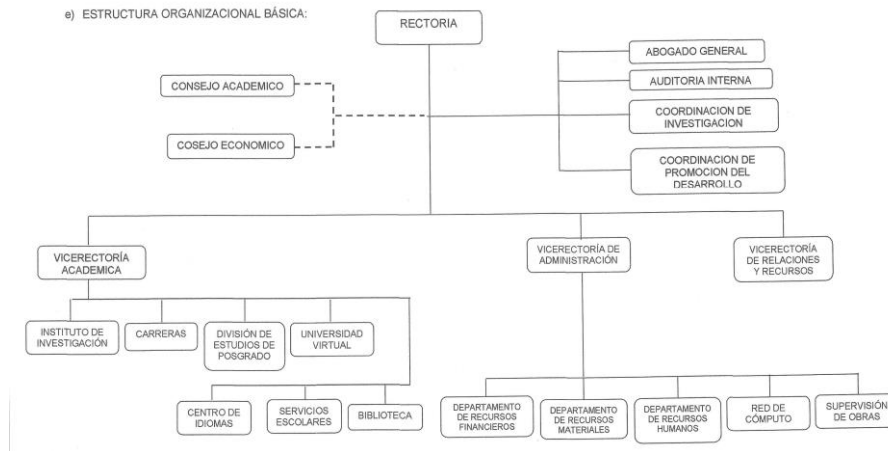 e) ESTRUCTURA ORGANIZACIONAL BÁSICA:
RECTORIA
ABOGADO GENERAL
AUDITORIA INTERNA
CONSEJO ACADEMICO
COORDINACION DE
INVESTIGACION
COSEJO ECONOMICO
COORDINACION DE
PROMOCION DEL
DESARROLLO
VICERECTORÍA
ACADEMICA
VICERECTORÍA DE
ADMINISTRACIÓN
VICERECTORÍA
DE RELACIONES
Y RECURSOS
INSTITUTO DE
INVESTIGACIÓN
CARRERAS
DIVISIÓN DE
ESTUDIOS DE
POSGRADO
UNIVERSIDAD
VIRTUAL
CENTRO DE
IDIOMAS
SERVICIOS
ESCOLARES
BIBLIOTECA
DEPARTAMENTO
DE RECURSOS
FINANCIEROS
DEPARTAMENTO
DE RECURSOS
MATERIALES
DEPARTAMENTO
DE RECURSOS
HUMANOS
RED DE
CÓMPUTO
SUPERVISIÓN
DE OBRAS